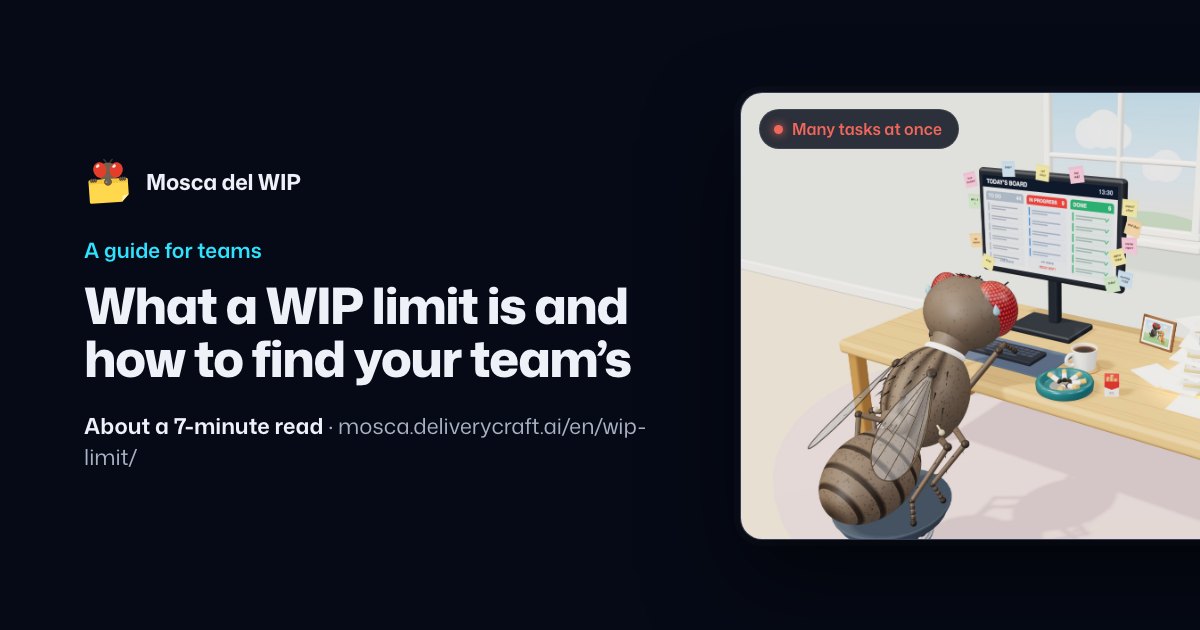 Mosca del WIP
A guide for teams
What a WIP limit is and
how to find your team’s
About a 7-minute read · mosca.deliverycraft.ai/en/wip-
limit/
Many tasks at once
TODAY'S BOARD
13:30
IN PROGRESS
DONE